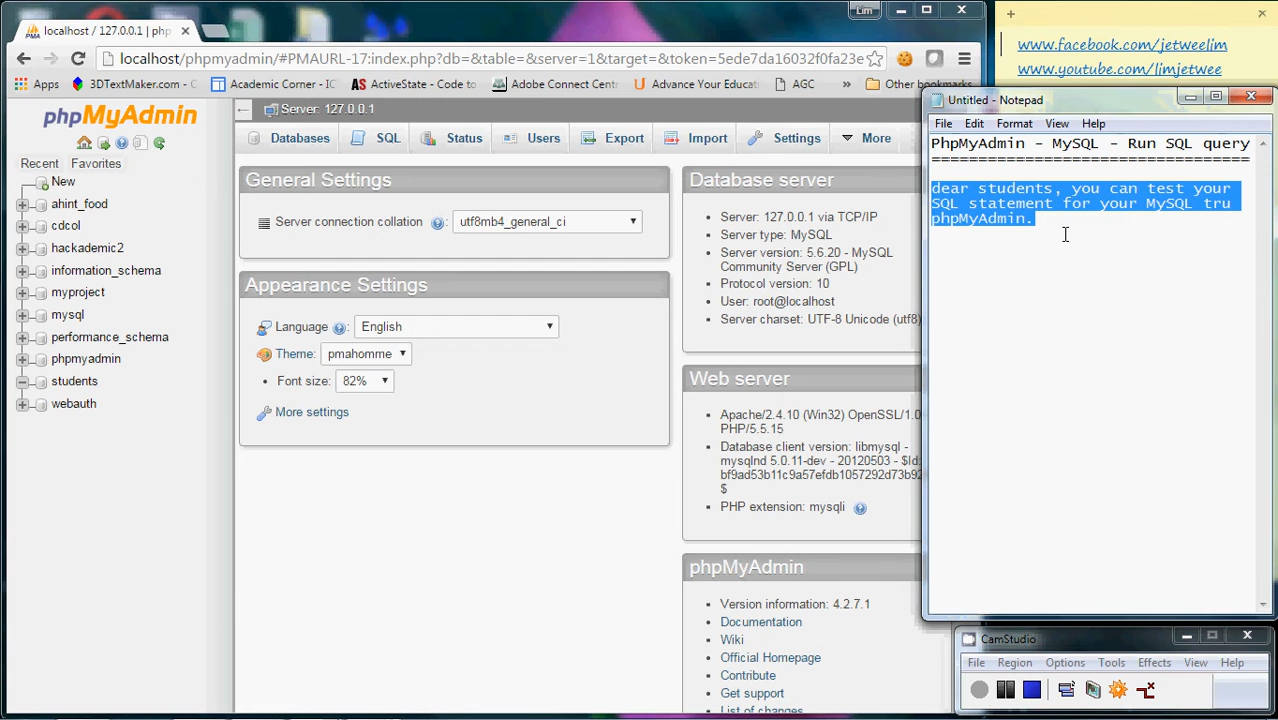 localhost / 127.0.0.1 | php
Lim
localhost/phpmyadmin/#PMAURL-17:index.php?db=&table=&server=1&target=&token=5ede7da16032f0fa23e
Apps
3DTextMaker.com - F
Academic Corner - IC
ActiveState - Code to
Adobe Connect Centr
Advance Your Educati
AGC
»
Other bookmarks
phpMyAdmin
Recent
Favorites
New
ahint_food
cdcol
hackademic2
information_schema
myproject
mysql
performance_schema
phpmyadmin
students
webauth
Server: 127.0.0.1
Databases
SQL
Status
Users
Export
Import
Settings
More
General Settings
Server connection collation
utf8mb4_general_ci
Appearance Settings
Language
:
English
Theme:
pmahomme
Font size:
82%
More settings
Database server
Server: 127.0.0.1 via TCP/IP
Server type: MySQL
Server version: 5.6.20 - MySQL
Community Server (GPL)
Protocol version: 10
User: root@localhost
Server charset: UTF-8 Unicode (utf8)
Web server
Apache/2.4.10 (Win32) OpenSSL/1.0
PHP/5.5.15
Database client version: libmysql -
mysqlnd 5.0.11-dev - 20120503 - $Id:
bf9ad53b11c9a57efdb1057292d73b92
$
PHP extension: mysqli
phpMyAdmin
Version information: 4.2.7.1
Documentation
Wiki
Official Homepage
Contribute
Get support
List of changes
www.facebook.com/jetweelim
www.youtube.com/limjetwee
Untitled - Notepad
File Edit Format View Help
PhpMyAdmin - MySQL - Run SQL query
==================================
dear students, you can test your
SQL statement for your MySQL tru
phpMyAdmin.
CamStudio
File Region Options Tools Effects View Help